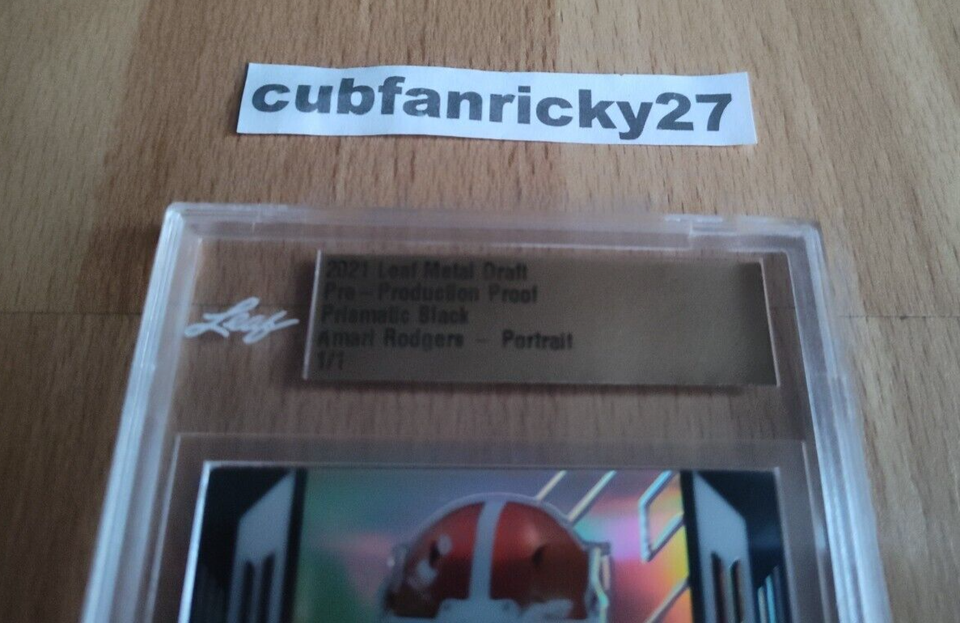 cubfanricky27
Leaf
2021 Leaf Metal Draft
Pre-Production Proof
Prismatic Black
Amari Rodgers - Portrait
1/1